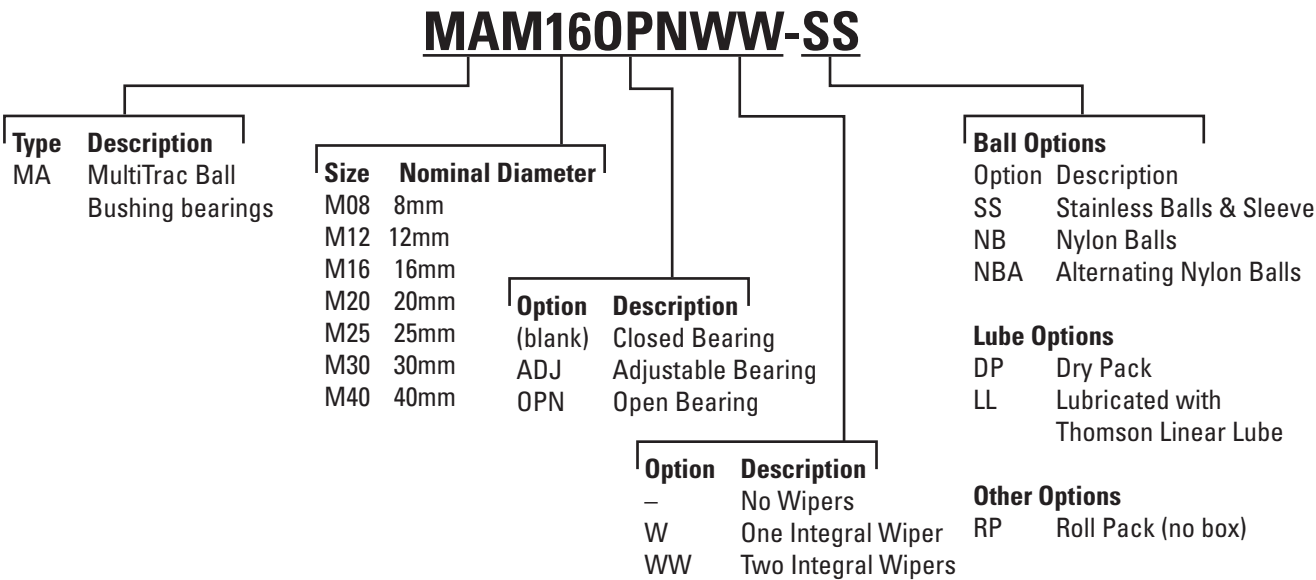 MAM16OPNWW-SS
Type Description
MA MultiTrac Ball
Bushing bearings
Size Nominal Diameter
M08 8mm
M12 12mm
M16 16mm
M20 20mm
M25 25mm
M30 30mm
M40 40mm
Option Description
(blank) Closed Bearing
ADJ Adjustable Bearing
OPN Open Bearing
Option Description
– No Wipers
W One Integral Wiper
WW Two Integral Wipers
Ball Options
Option Description
SS Stainless Balls & Sleeve
NB Nylon Balls
NBA Alternating Nylon Balls
Lube Options
DP Dry Pack
LL Lubricated with
Thomson Linear Lube
Other Options
RP Roll Pack (no box)